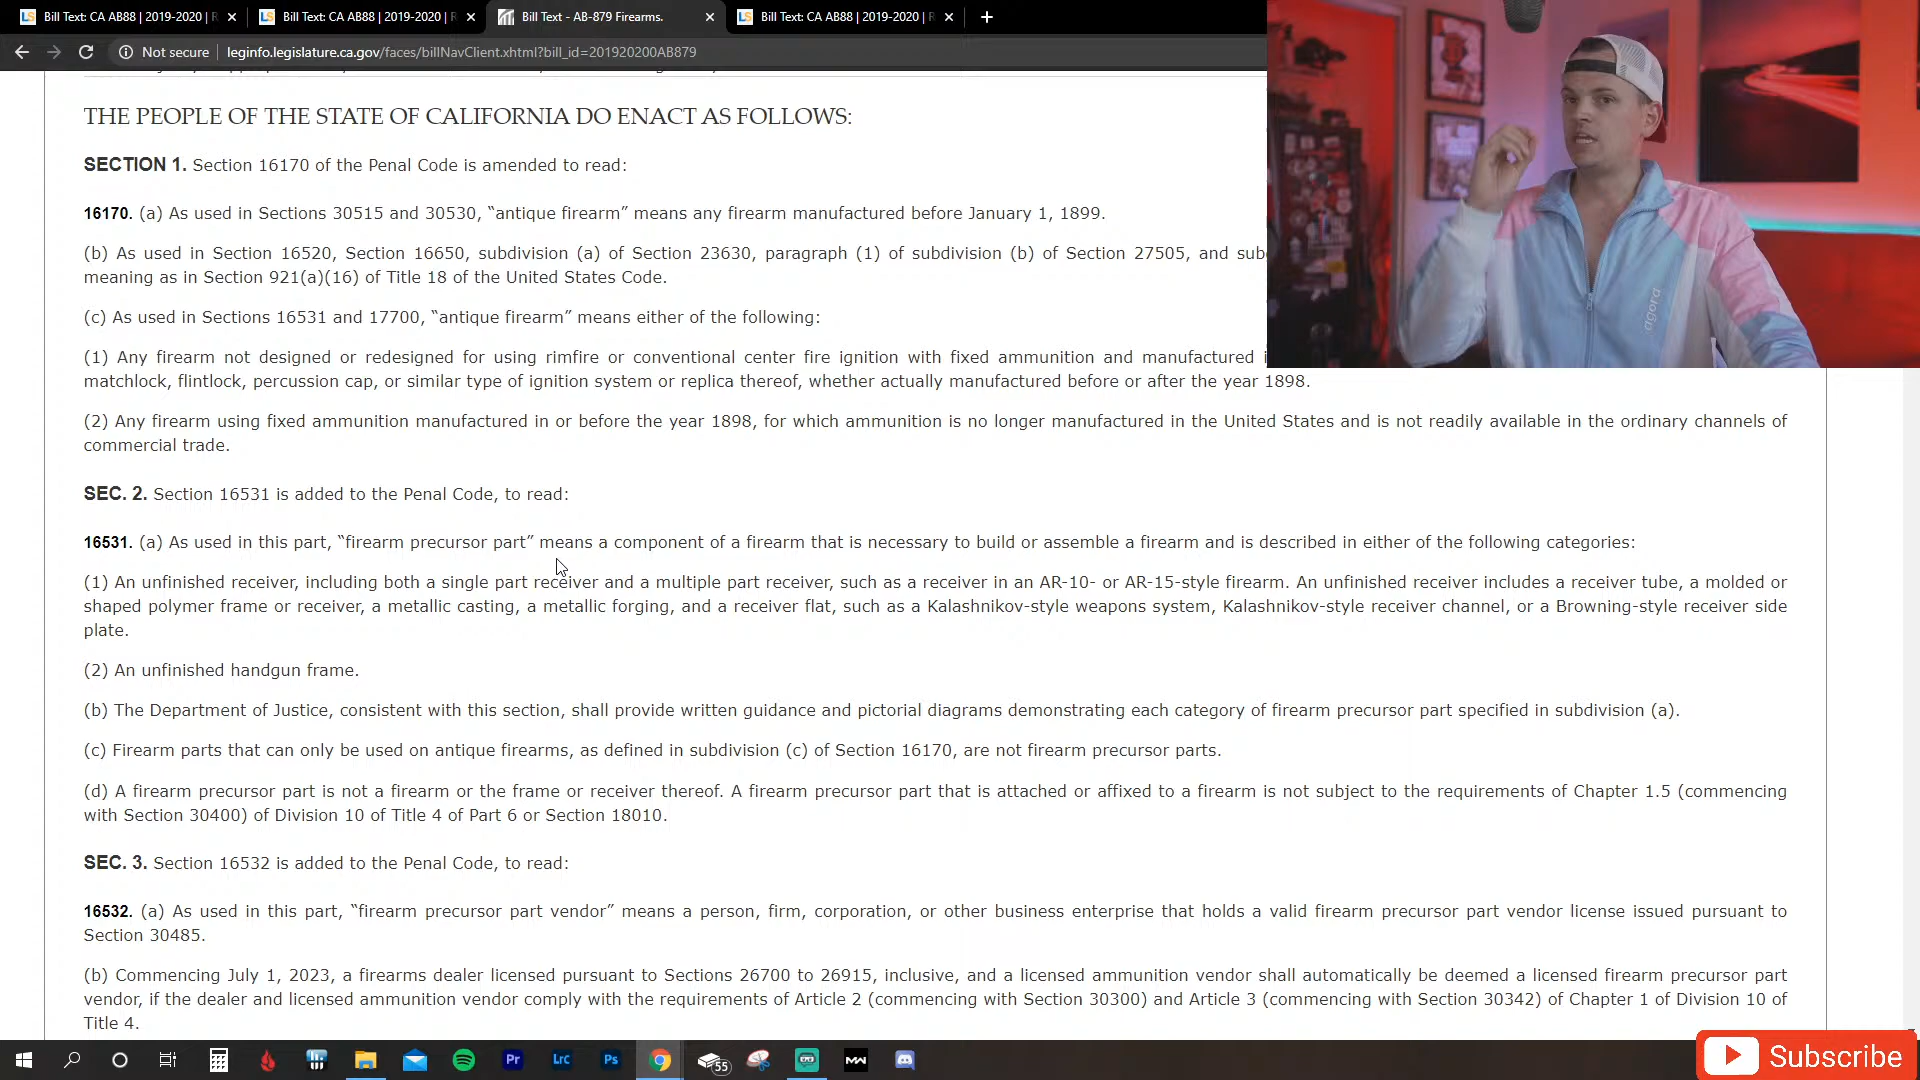 Bill Text: CA AB88 | 2019-2020 | R
Bill Text: CA AB88 | 2019-2020 | R
Bill Text - AB-879 Firearms.
Bill Text: CA AB88 | 2019-2020 | R
Not secure
leginfo.legislature.ca.gov/faces/billNavClient.xhtml?bill_id=201920200AB879
THE PEOPLE OF THE STATE OF CALIFORNIA DO ENACT AS FOLLOWS:
SECTION 1. Section 16170 of the Penal Code is amended to read:
16170. (a) As used in Sections 30515 and 30530, “antique firearm” means any firearm manufactured before January 1, 1899.
(b) As used in Section 16520, Section 16650, subdivision (a) of Section 23630, paragraph (1) of subdivision (b) of Section 27505, and sub
meaning as in Section 921(a)(16) of Title 18 of the United States Code.
(c) As used in Sections 16531 and 17700, “antique firearm” means either of the following:
(1) Any firearm not designed or redesigned for using rimfire or conventional center fire ignition with fixed ammunition and manufactured i
matchlock, flintlock, percussion cap, or similar type of ignition system or replica thereof, whether actually manufactured before or after the year 1898.
(2) Any firearm using fixed ammunition manufactured in or before the year 1898, for which ammunition is no longer manufactured in the United States and is not readily available in the ordinary channels of
commercial trade.
SEC. 2. Section 16531 is added to the Penal Code, to read:
16531. (a) As used in this part, “firearm precursor part” means a component of a firearm that is necessary to build or assemble a firearm and is described in either of the following categories:
(1) An unfinished receiver, including both a single part receiver and a multiple part receiver, such as a receiver in an AR-10- or AR-15-style firearm. An unfinished receiver includes a receiver tube, a molded or
shaped polymer frame or receiver, a metallic casting, a metallic forging, and a receiver flat, such as a Kalashnikov-style weapons system, Kalashnikov-style receiver channel, or a Browning-style receiver side
plate.
(2) An unfinished handgun frame.
(b) The Department of Justice, consistent with this section, shall provide written guidance and pictorial diagrams demonstrating each category of firearm precursor part specified in subdivision (a).
(c) Firearm parts that can only be used on antique firearms, as defined in subdivision (c) of Section 16170, are not firearm precursor parts.
(d) A firearm precursor part is not a firearm or the frame or receiver thereof. A firearm precursor part that is attached or affixed to a firearm is not subject to the requirements of Chapter 1.5 (commencing
with Section 30400) of Division 10 of Title 4 of Part 6 or Section 18010.
SEC. 3. Section 16532 is added to the Penal Code, to read:
16532. (a) As used in this part, “firearm precursor part vendor” means a person, firm, corporation, or other business enterprise that holds a valid firearm precursor part vendor license issued pursuant to
Section 30485.
(b) Commencing July 1, 2023, a firearms dealer licensed pursuant to Sections 26700 to 26915, inclusive, and a licensed ammunition vendor shall automatically be deemed a licensed firearm precursor part
vendor, if the dealer and licensed ammunition vendor comply with the requirements of Article 2 (commencing with Section 30300) and Article 3 (commencing with Section 30342) of Chapter 1 of Division 10 of
Title 4.
agora
Pr
Lrc
Ps
55
MW
Subscribe